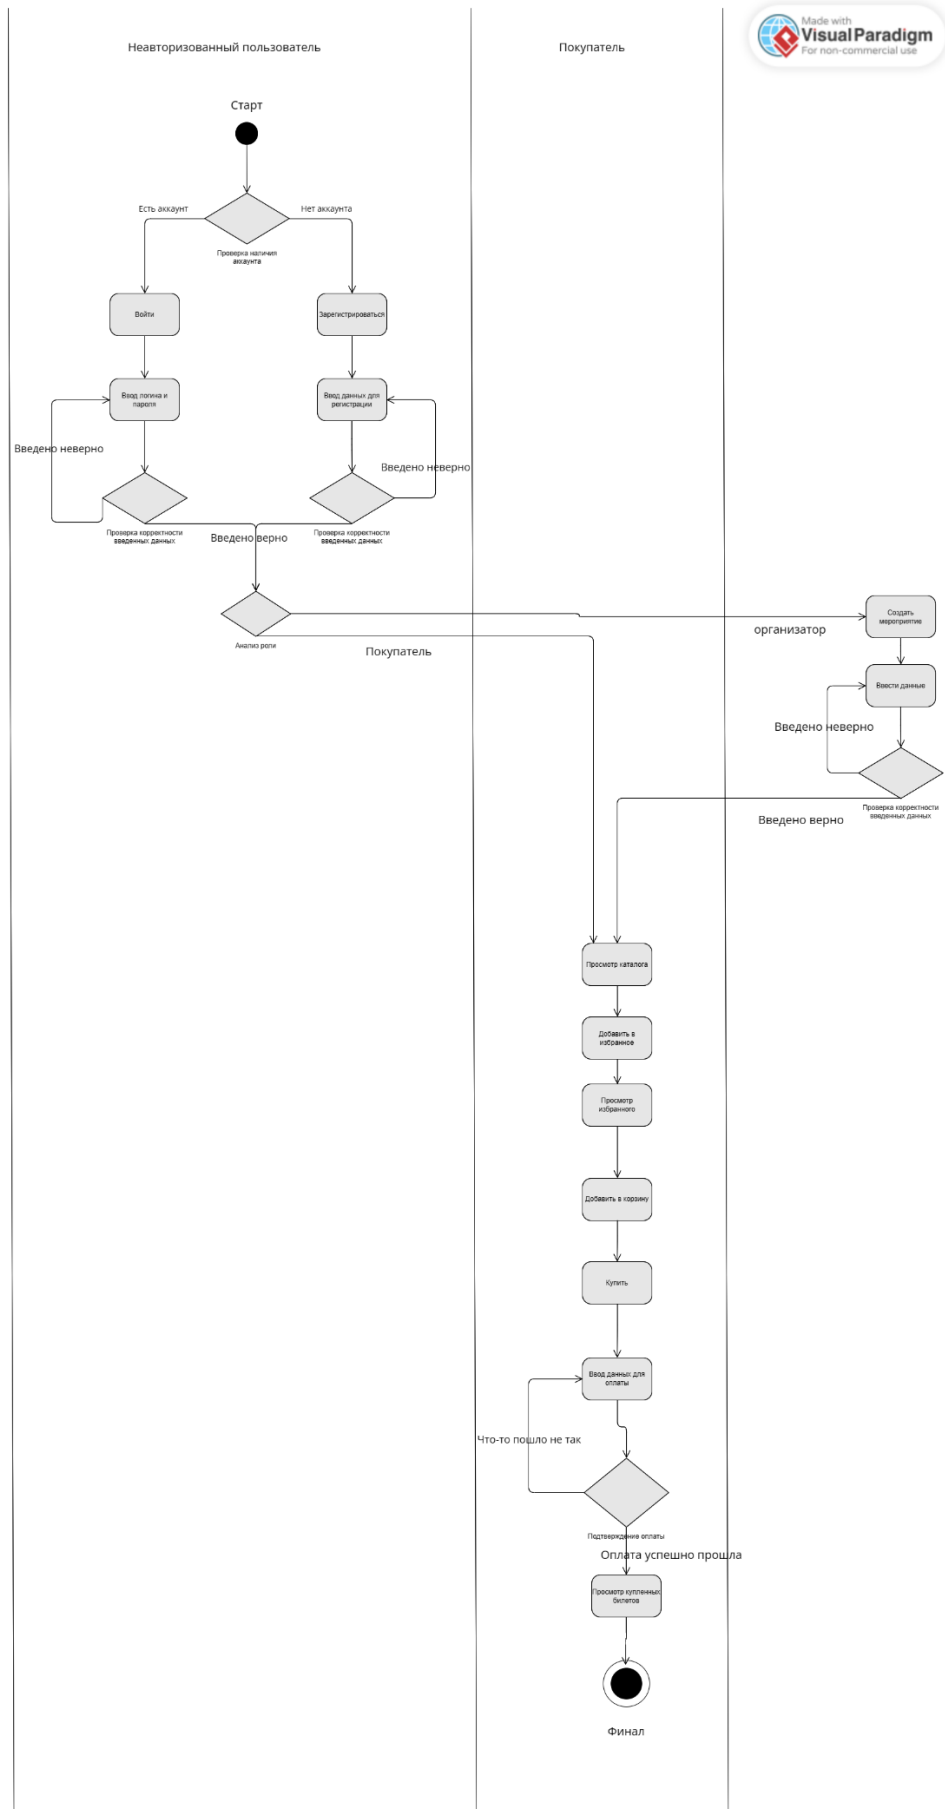 Made with
VisualParadigm
For non-commercial use
Неавторизованный пользователь
Покупатель
Старт
Есть аккаунт
Нет аккаунта
Проверка наличия
аккаунта
Войти
Зарегистрироваться
Ввод логина и
пароля
Ввод данных для
регистрации
Введено неверно
Введено неверно
Проверка корректности
введенных данных
Введено верно
Проверка корректности
введенных данных
Анализ роли
Покупатель
организатор
Создать
мероприятие
Ввести данные
Введено неверно
Проверка корректности
введенных данных
Введено верно
Просмотр каталога
Добавить в
избранное
Просмотр
избранного
Добавить в корзину
Купить
Ввод данных для
оплаты
Что-то пошло не так
Подтверждение оплаты
Оплата успешно прошла
Просмотр купленных
билетов
Финал